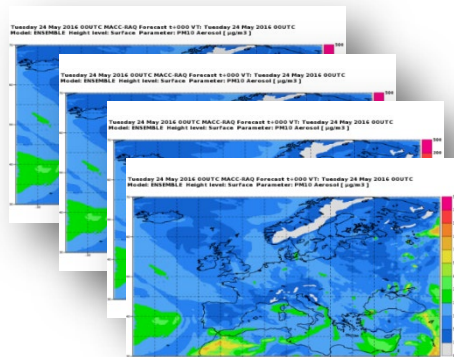 Tuesday 24 May 2016 00UTC MACC-RAQ Forecast t+000 VT: Tuesday 24 May 2016 00UTC
Model: ENSEMBLE Height level: Surface Parameter: PM10 Aerosol [ µg/m3 ]
Tuesday 24 May 2016 00UTC MACC-RAQ Forecast t+000 VT: Tuesday 24 May 2016 00UTC
Model: ENSEMBLE Height level: Surface Parameter: PM10 Aerosol [ µg/m3 ]
Tuesday 24 May 2016 00UTC MACC-RAQ Forecast t+000 VT: Tuesday 24 May 2016 00UTC
Model: ENSEMBLE Height level: Surface Parameter: PM10 Aerosol [ µg/m3 ]
Tuesday 24 May 2016 00UTC MACC-RAQ Forecast t+000 VT: Tuesday 24 May 2016 00UTC
Model: ENSEMBLE Height level: Surface Parameter: PM10 Aerosol [ µg/m3 ]